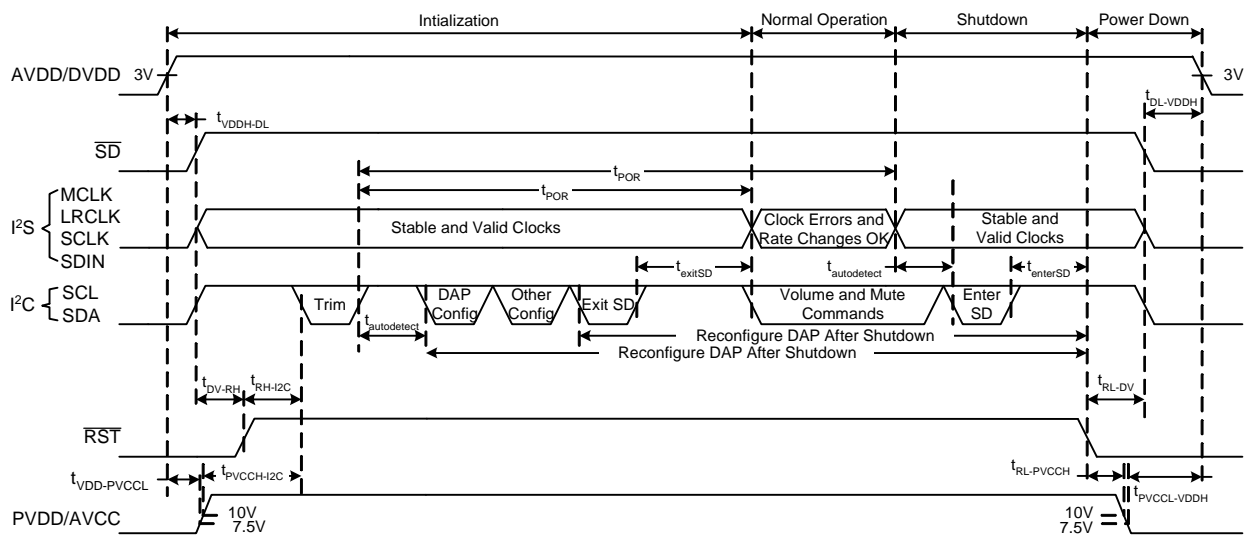 Intialization
Normal Operation
Shutdown
Power Down
AVDD/DVDD
3V
3V
tVDDH-DL
tDL-VDDH
SD
tPOR
tPOR
I2S
MCLK
LRCLK
SCLK
SDIN
Stable and Valid Clocks
Clock Errors and
Rate Changes OK
Stable and
Valid Clocks
texitSD
tautodetect
tenterSD
I2C
SCL
SDA
Trim
DAP
Config
Other
Config
Exit SD
Volume and Mute
Commands
Enter
SD
tautodetect
Reconfigure DAP After Shutdown
Reconfigure DAP After Shutdown
tDV-RH
tRH-I2C
tRL-DV
RST
tVDD-PVCCL
tPVCCH-I2C
tRL-PVCCH
tPVCCL-VDDH
PVDD/AVCC
10V
7.5V
10V
7.5V